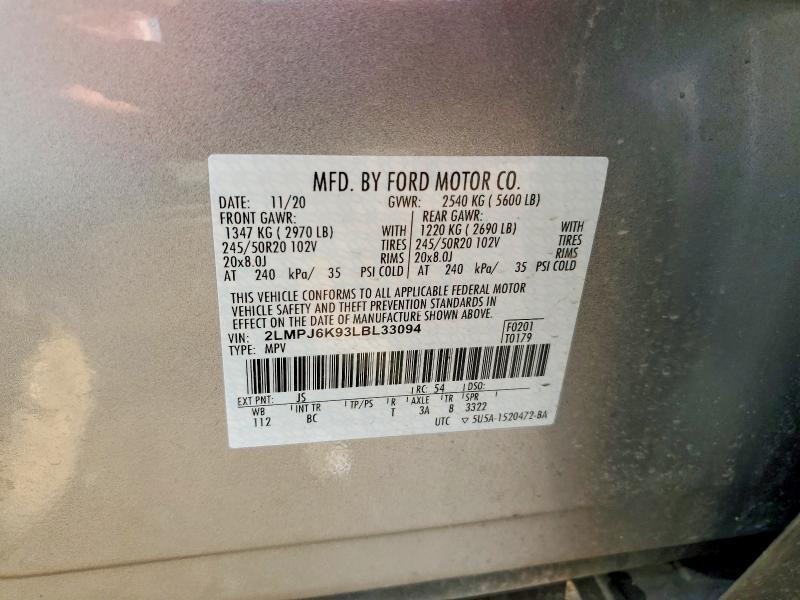 MFD. BY FORD MOTOR CO.
DATE: 11/20 GVWR: 2540 KG ( 5600 LB)
FRONT GAWR: REAR GAWR:
1347 KG ( 2970 LB) WITH 1220 KG ( 2690 LB) WITH
245/50R20 102V TIRES 245/50R20 102V TIRES
20x8.0J RIMS 20x8.0J RIMS
AT 240 kPa/ 35 PSI COLD AT 240 kPa/ 35 PSI COLD
THIS VEHICLE CONFORMS TO ALL APPLICABLE FEDERAL MOTOR
VEHICLE SAFETY AND THEFT PREVENTION STANDARDS IN
EFFECT ON THE DATE OF MANUFACTURE SHOWN ABOVE.
VIN: 2LMPJ6K93LBL33094 F0201
TYPE: MPV T0179
EXT PNT: JS RC: 54 DSO:
WB INT TR TP/PS R AXLE TR SPR
112 BC T 3A 8 3322
UTC ▽ 5U5A-1520472-BA